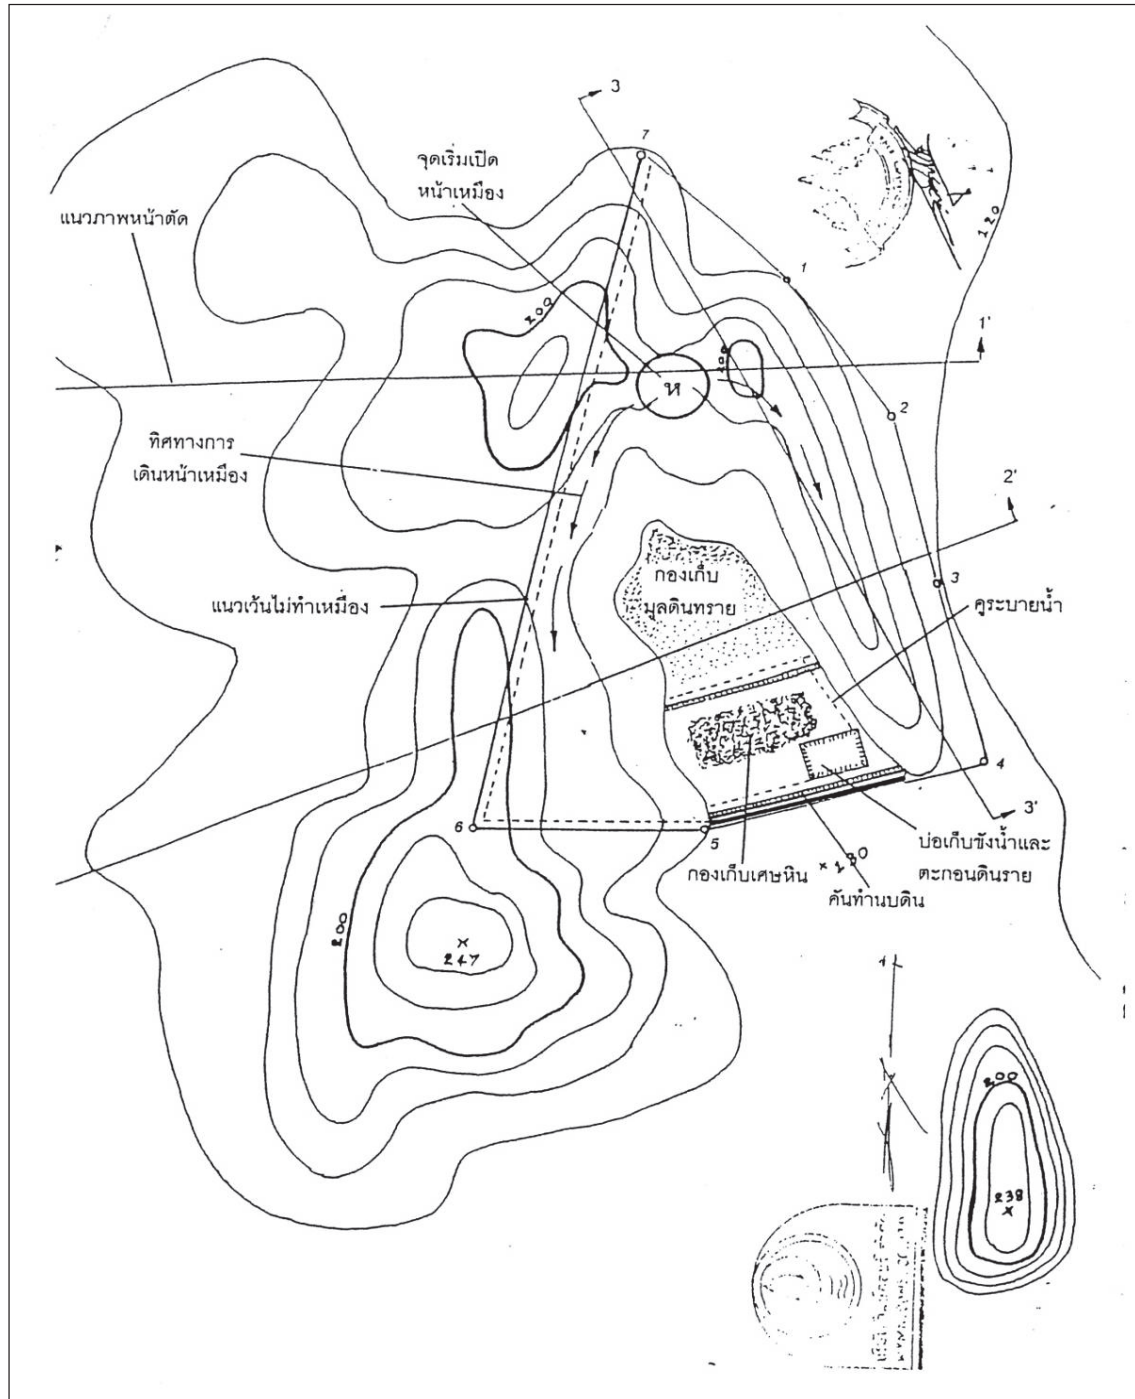 3
7
จุดเริ่มเปิด
หน้าเหมือง
แนวภาพหน้าตัด
120
1
200
1'
200
ห
2
ทิศทางการ
เดินหน้าเหมือง
2'
กองเก็บ
มูลดินทราย
3
แนวเว้นไม่ทำเหมือง
คูระบายน้ำ
4
3'
6
5
บ่อเก็บขังน้ำและ
ตะกอนดินราย
กองเก็บเศษหิน
× 130
คันทำนบดิน
200
×
247
200
238
×